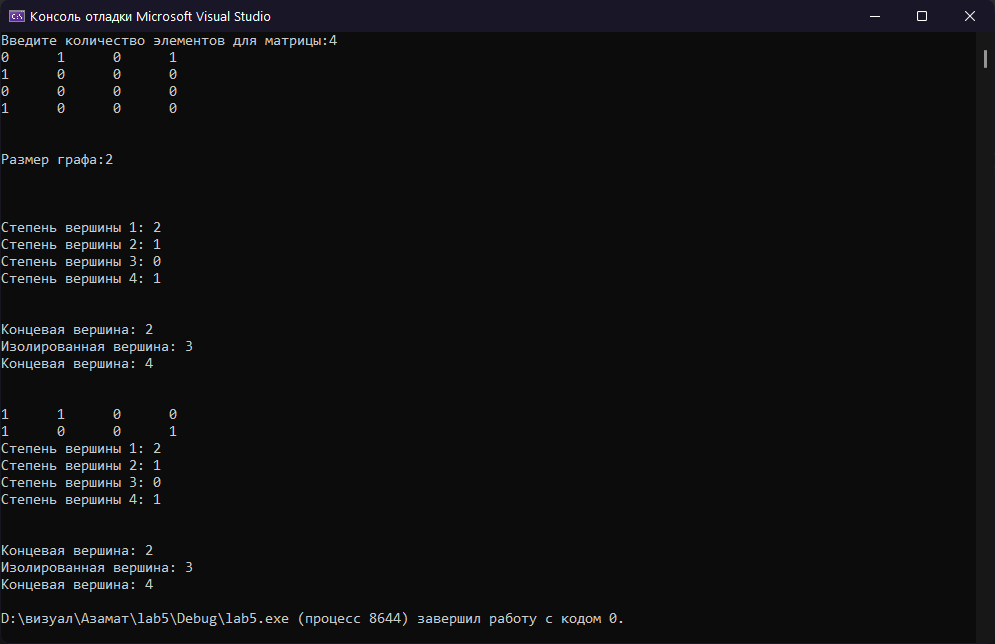 Консоль отладки Microsoft Visual Studio
Введите количество элементов для матрицы:4
0 1 0 1
1 0 0 0
0 0 0 0
1 0 0 0
Размер графа:2
Степень вершины 1: 2
Степень вершины 2: 1
Степень вершины 3: 0
Степень вершины 4: 1
Концевая вершина: 2
Изолированная вершина: 3
Концевая вершина: 4
1 1 0 0
1 0 0 1
Степень вершины 1: 2
Степень вершины 2: 1
Степень вершины 3: 0
Степень вершины 4: 1
Концевая вершина: 2
Изолированная вершина: 3
Концевая вершина: 4
D:\визуал\Азамат\lab5\Debug\lab5.exe (процесс 8644) завершил работу с кодом 0.